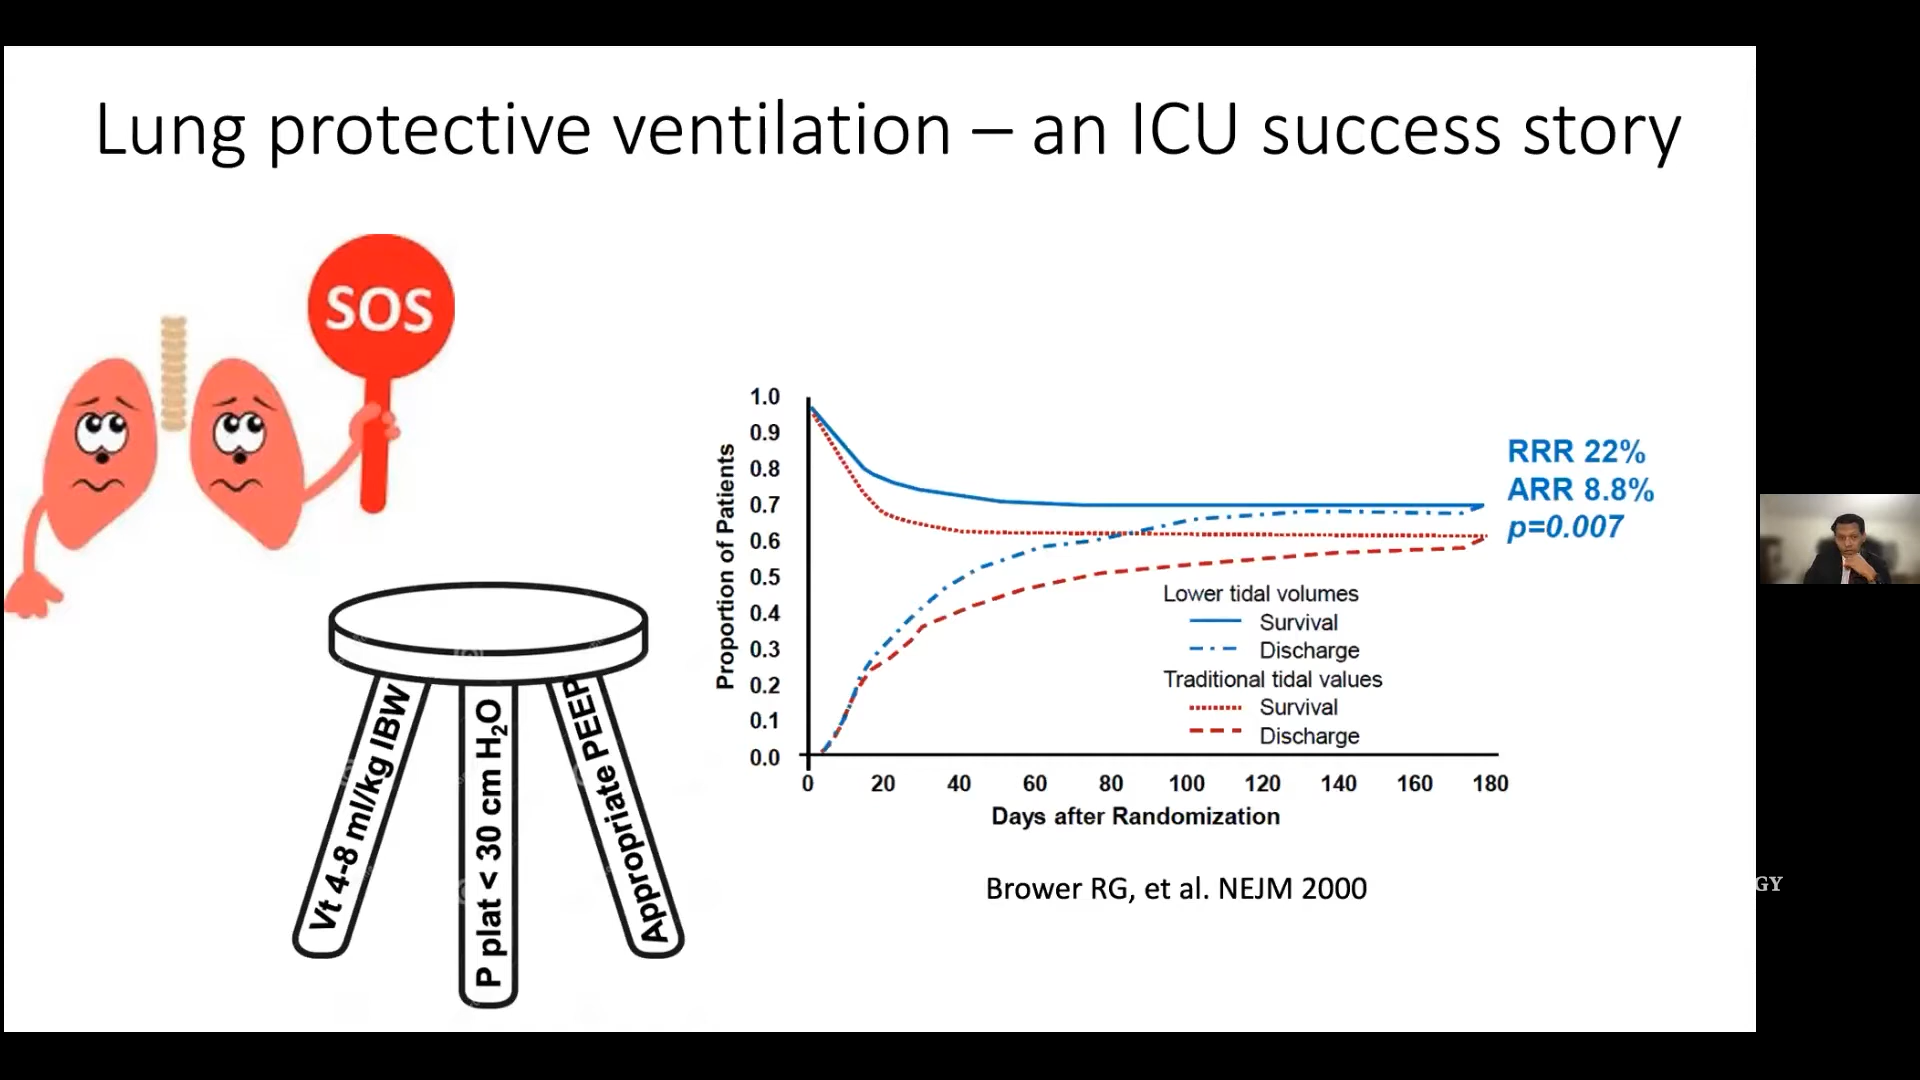 Lung protective ventilation – an ICU success story
SOS
Vt 4-8 ml/kg IBW
P plat < 30 cm H₂O
Appropriate PEEP
1.0
0.9
0.8
0.7
0.6
0.5
0.4
0.3
0.2
0.1
0.0
Proportion of Patients
0 20 40 60 80 100 120 140 160 180
Days after Randomization
Lower tidal volumes
Survival
Discharge
Traditional tidal values
Survival
Discharge
RRR 22%
ARR 8.8%
p=0.007
Brower RG, et al. NEJM 2000
GY